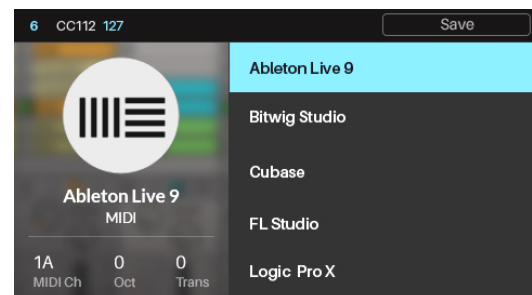 6 CC112 127 Save
Ableton Live 9
MIDI
1A 0 0
MIDI Ch Oct Trans
Ableton Live 9
Bitwig Studio
Cubase
FL Studio
Logic Pro X